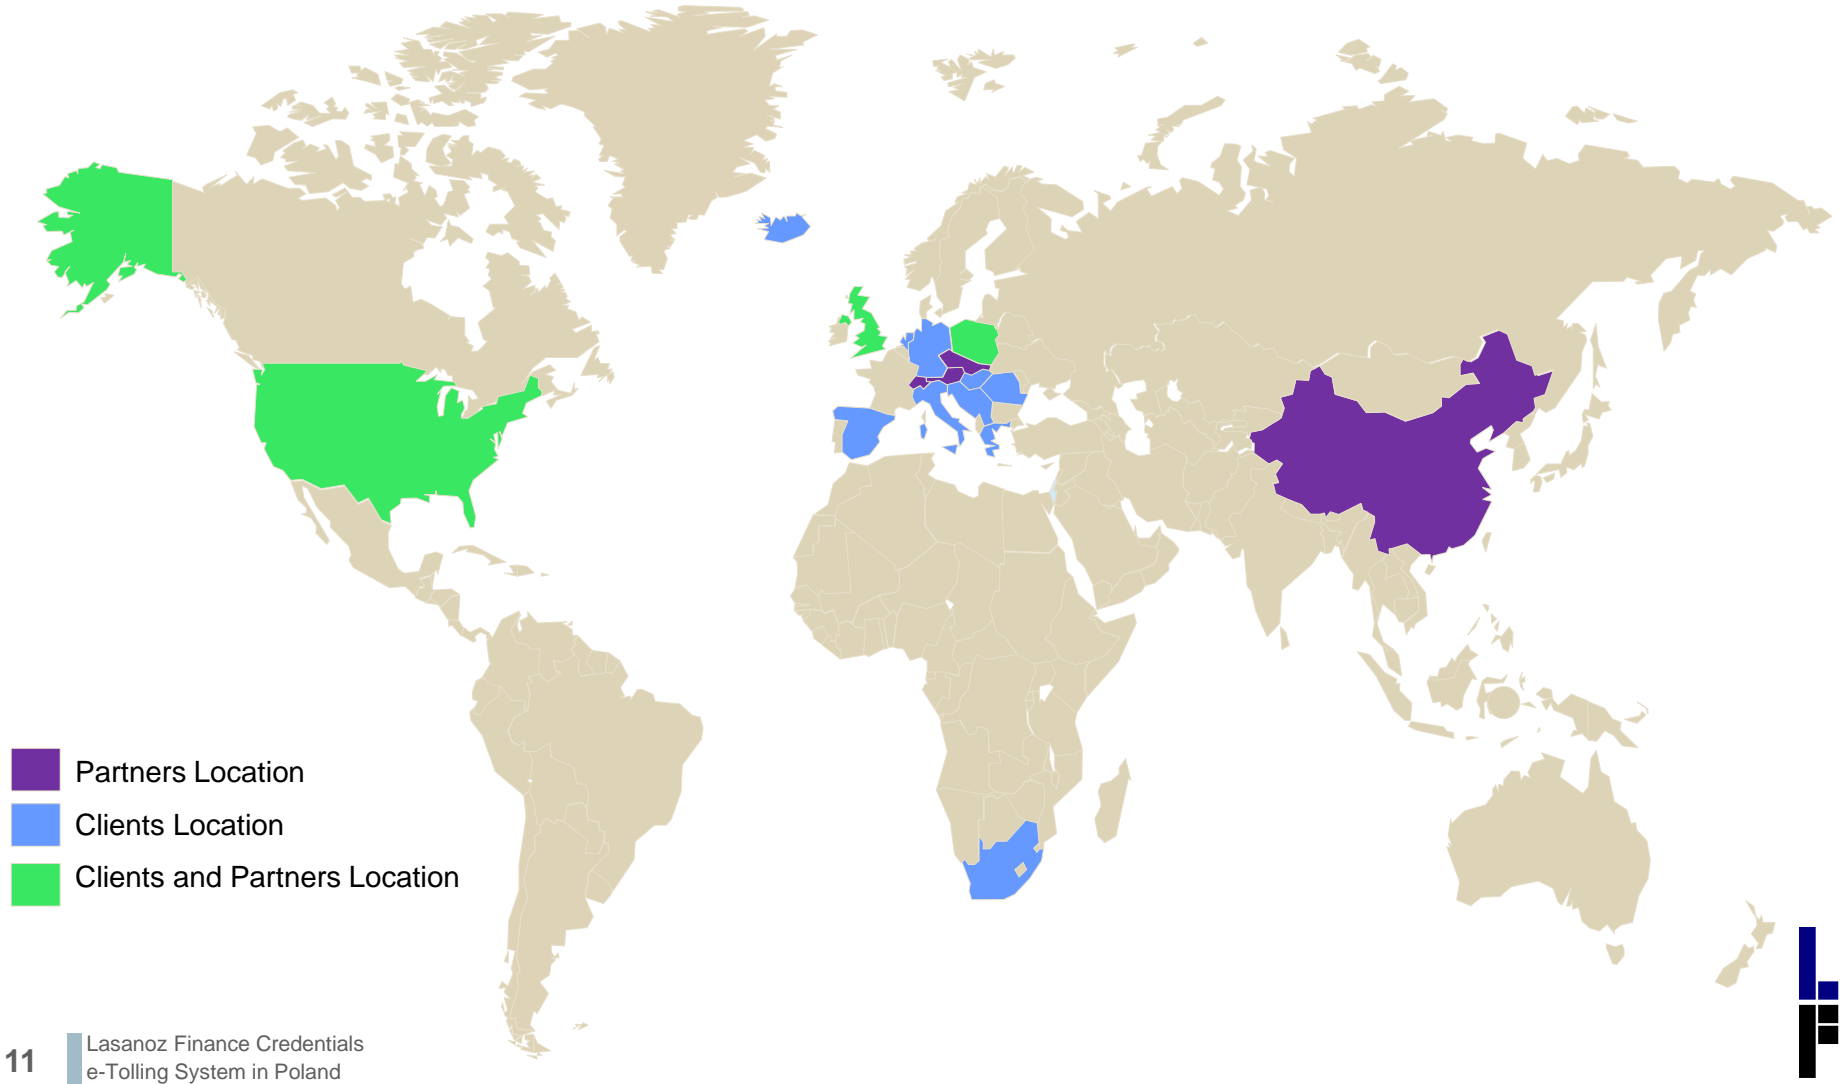 Partners Location
Clients Location
Clients and Partners Location
11
Lasanoz Finance Credentials
e-Tolling System in Poland